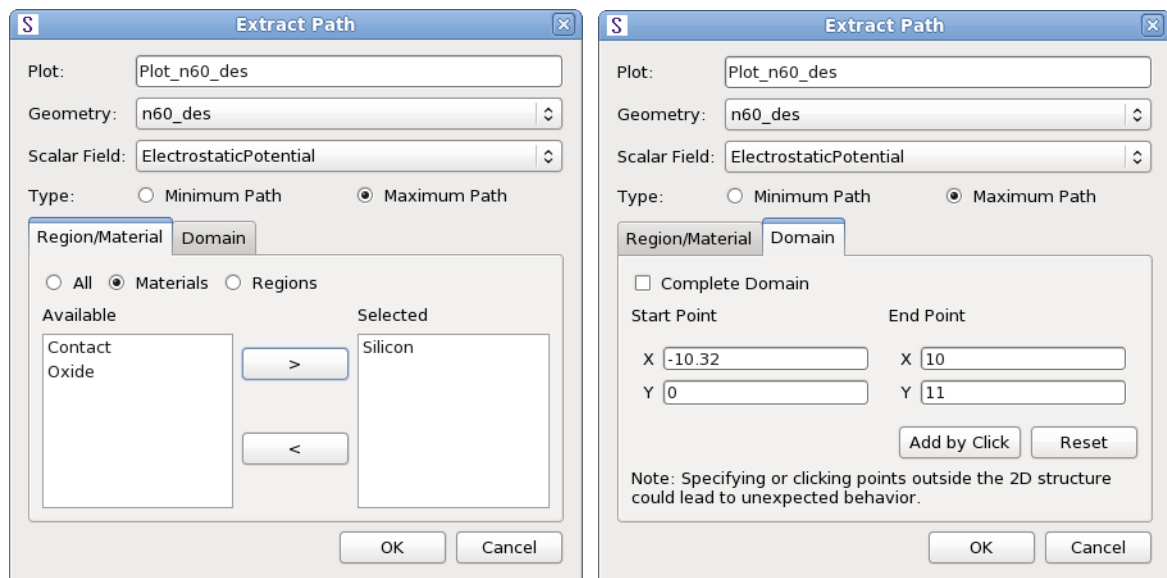 S Extract Path
Plot: Plot_n60_des
Geometry: n60_des
Scalar Field: ElectrostaticPotential
Type: Minimum Path Maximum Path
Region/Material Domain
All Materials Regions
Available Selected
Contact > Silicon
Oxide
<
OK Cancel
S Extract Path
Plot: Plot_n60_des
Geometry: n60_des
Scalar Field: ElectrostaticPotential
Type: Minimum Path Maximum Path
Region/Material Domain
Complete Domain
Start Point End Point
X -10.32 X 10
Y 0 Y 11
Add by Click Reset
Note: Specifying or clicking points outside the 2D structure
could lead to unexpected behavior.
OK Cancel